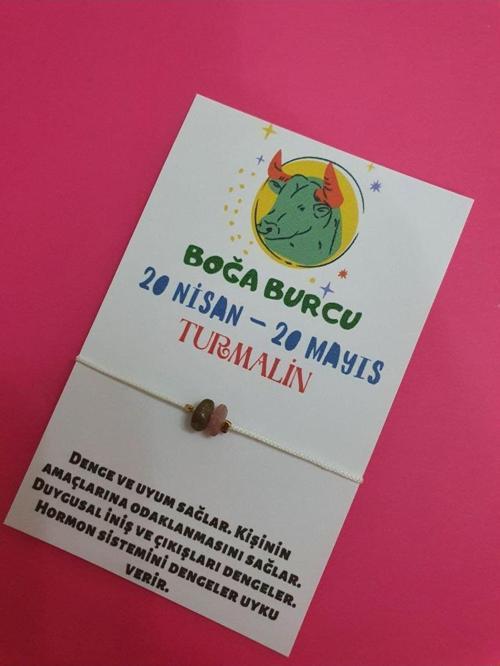 BOĞA BURCU
20 NİSAN – 20 MAYIS
TURMALİN
DENGE VE UYUM SAĞLAR. KİŞİNİN
AMAÇLARINA ODAKLANMASINI SAĞLAR.
DUYGUSAL İNİŞ VE ÇIKIŞLARI DENGELER.
HORMON SİSTEMİNİ DENGELER UYKU
VERİR.